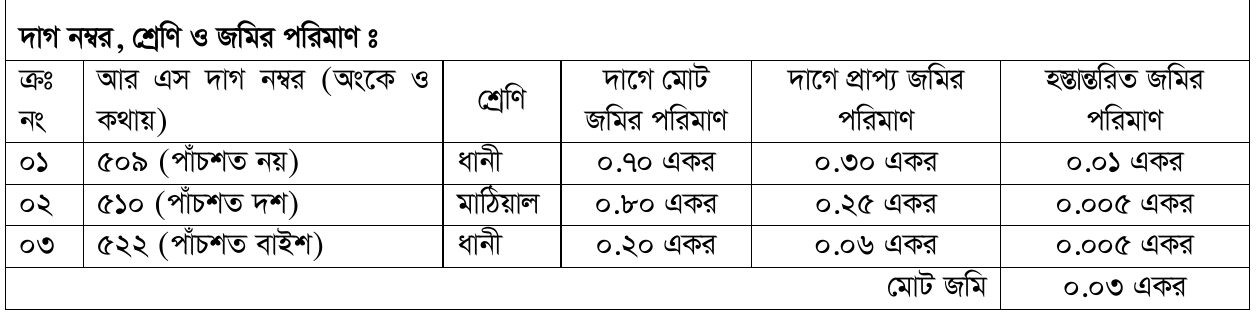 দাগ নম্বর, শ্রেণি ও জমির পরিমাণ ঃ
ক্রঃ নং | আর এস দাগ নম্বর (অংকে ও কথায়) | শ্রেণি | দাগে মোট জমির পরিমাণ | দাগে প্রাপ্য জমির পরিমাণ | হস্তান্তরিত জমির পরিমাণ
০১ | ৫০৯ (পাঁচশত নয়) | ধানী | ০.৭০ একর | ০.৩০ একর | ০.০১ একর
০২ | ৫১০ (পাঁচশত দশ) | মাঠিয়াল | ০.৮০ একর | ০.২৫ একর | ০.০০৫ একর
০৩ | ৫২২ (পাঁচশত বাইশ) | ধানী | ০.২০ একর | ০.০৬ একর | ০.০০৫ একর
মোট জমি | ০.০৩ একর